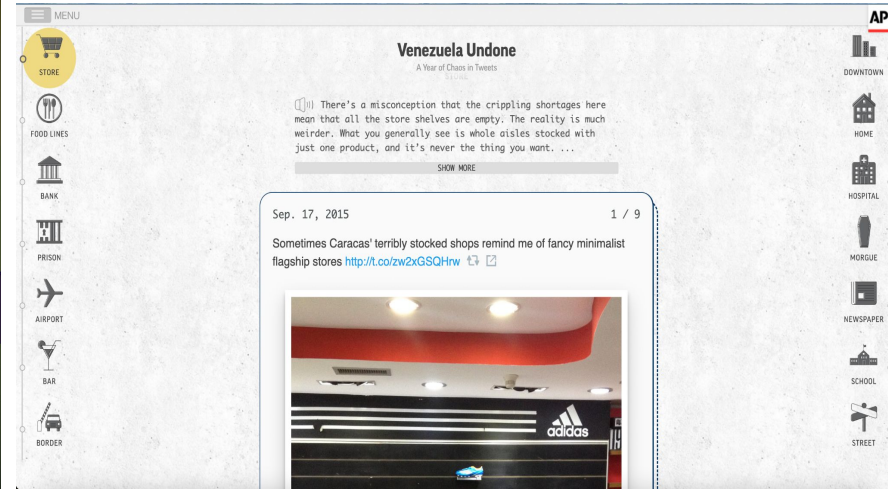 MENU
AP
STORE
FOOD LINES
BANK
PRISON
AIRPORT
BAR
BORDER
Venezuela Undone
A Year of Chaos in Tweets
There's a misconception that the crippling shortages here
mean that all the store shelves are empty. The reality is much
weirder. What you generally see is whole aisles stocked with
just one product, and it's never the thing you want. ...
SHOW MORE
Sep. 17, 2015 1 / 9
Sometimes Caracas' terribly stocked shops remind me of fancy minimalist
flagship stores http://t.co/zw2xGSQHrw
adidas
DOWNTOWN
HOME
HOSPITAL
MORGUE
NEWSPAPER
SCHOOL
STREET